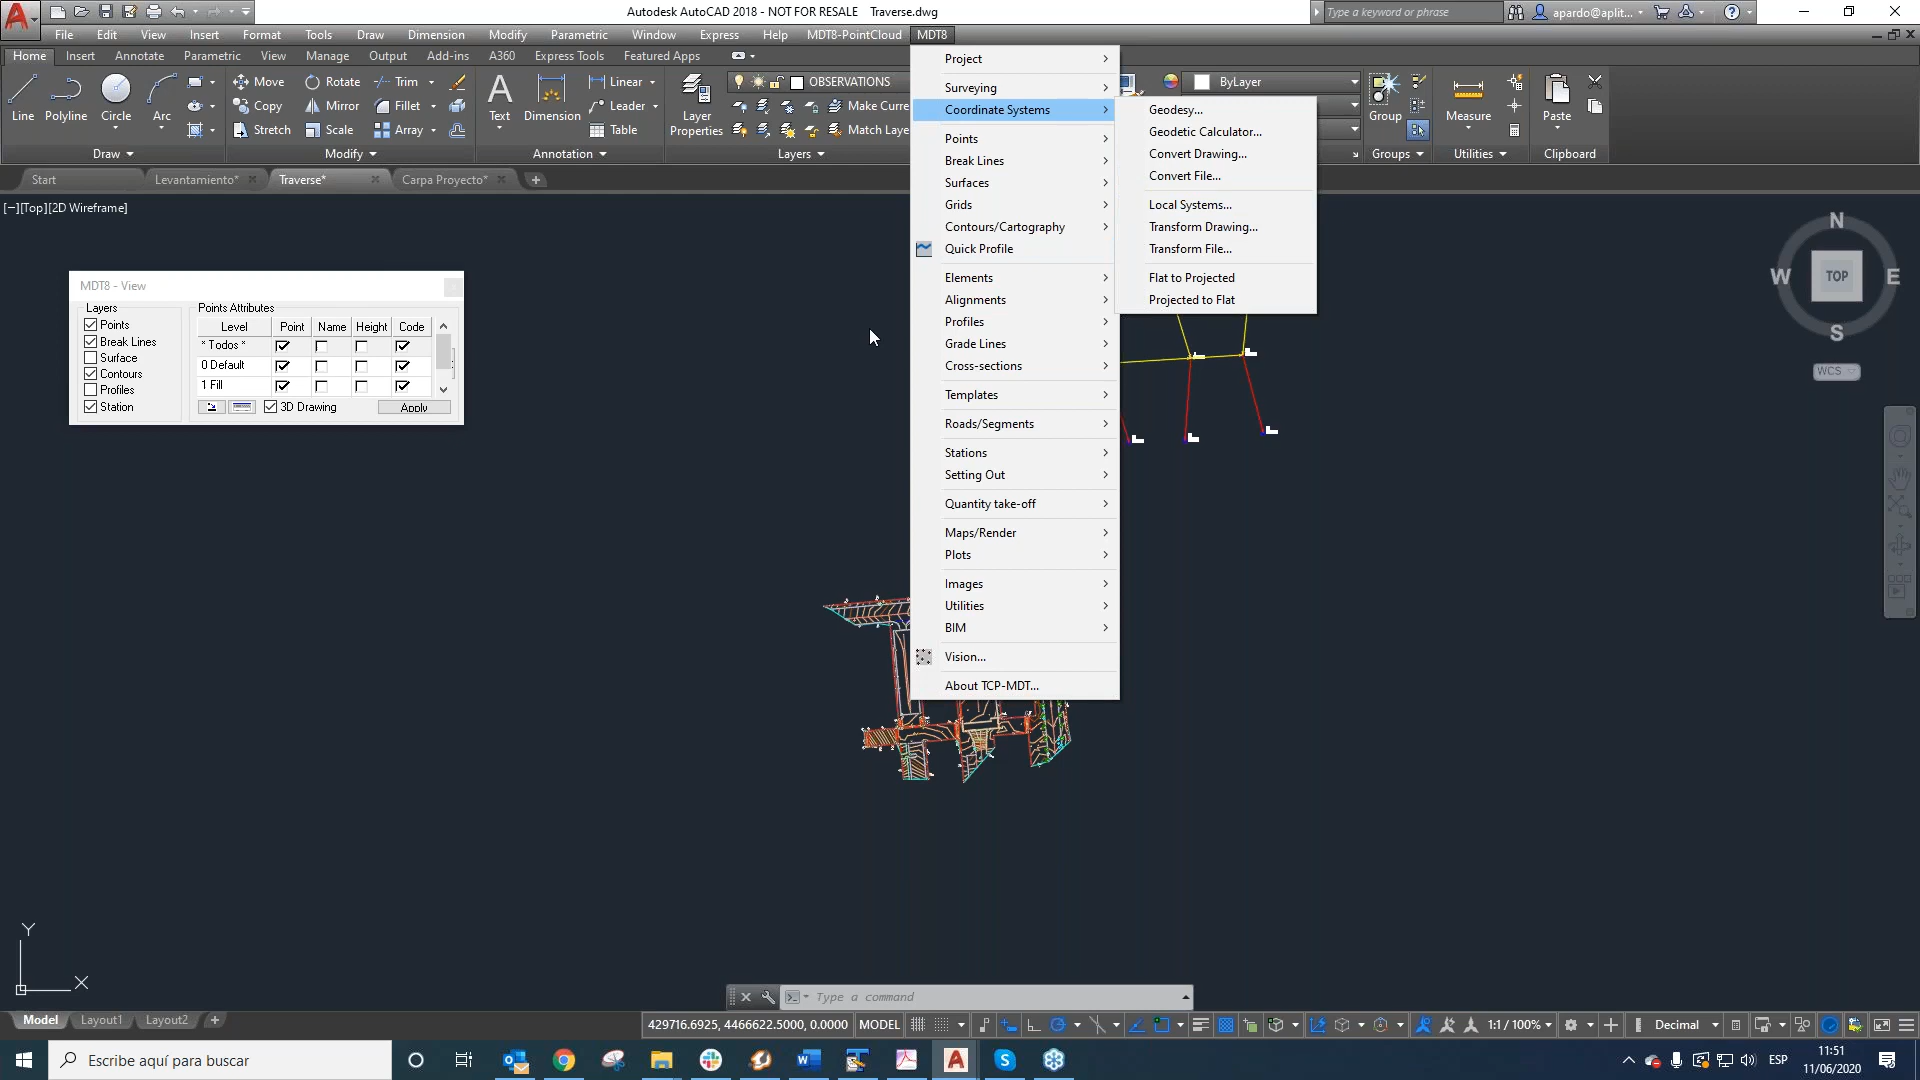 Autodesk AutoCAD 2018 - NOT FOR RESALE Traverse.dwg
Type a keyword or phrase
apardo@aplit...
File Edit View Insert Format Tools Draw Dimension Modify Parametric Window Express Help MDT8-PointCloud MDT8
Home Insert Annotate Parametric View Manage Output Add-ins A360 Express Tools Featured Apps
Line Polyline Circle Arc
Move Rotate Trim
Copy Mirror Fillet
Stretch Scale Array
Text Dimension
Linear
Leader
Table
Layer Properties
OBSERVATIONS
Make Curre
Match Laye
ByLayer
Group
Measure
Paste
Draw Modify Annotation Layers Groups Utilities Clipboard
Start Levantamiento* Traverse* Carpa Proyecto*
[−][Top][2D Wireframe]
MDT8 - View
Layers
Points
Break Lines
Surface
Contours
Profiles
Station
Points Attributes
Level Point Name Height Code
* Todos *
0 Default
1 Fill
3D Drawing
Apply
Project
Surveying
Coordinate Systems
Points
Break Lines
Surfaces
Grids
Contours/Cartography
Quick Profile
Elements
Alignments
Profiles
Grade Lines
Cross-sections
Templates
Roads/Segments
Stations
Setting Out
Quantity take-off
Maps/Render
Plots
Images
Utilities
BIM
Vision...
About TCP-MDT...
Geodesy...
Geodetic Calculator...
Convert Drawing...
Convert File...
Local Systems...
Transform Drawing...
Transform File...
Flat to Projected
Projected to Flat
N
W TOP E
S
WCS
Y
X
Type a command
Model Layout1 Layout2
429716.6925, 4466622.5000, 0.0000 MODEL
1:1 / 100%
Decimal
Escribe aquí para buscar
ESP
11:51
11/06/2020